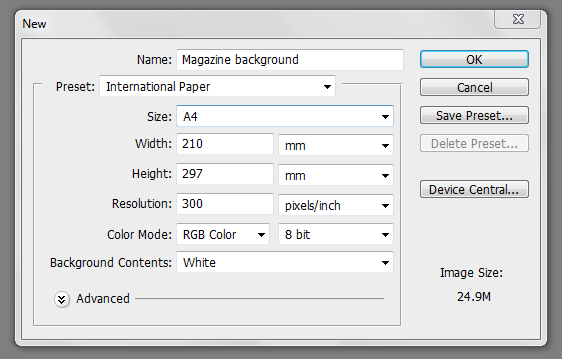 New
Name: Magazine background
OK
Preset: International Paper
Cancel
Size: A4
Save Preset...
Width: 210 mm
Delete Preset...
Height: 297 mm
Device Central...
Resolution: 300 pixels/inch
Color Mode: RGB Color 8 bit
Background Contents: White
Image Size:
24.9M
Advanced